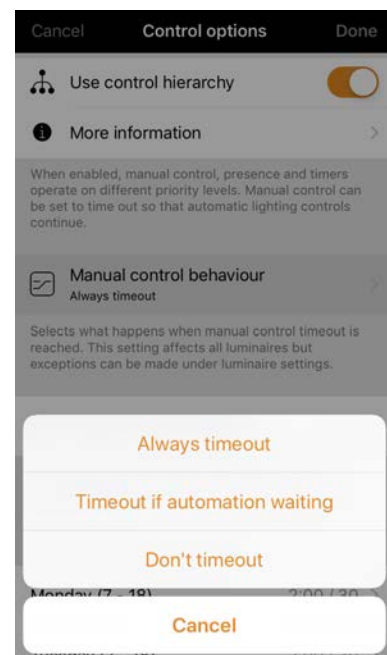 Cancel Control options Done
Use control hierarchy
More information
When enabled, manual control, presence and timers
operate on different priority levels. Manual control can
be set to time out so that automatic lighting controls
continue.
Manual control behaviour
Always timeout
Selects what happens when manual control timeout is
reached. This setting affects all luminaires but
exceptions can be made under luminaire settings.
Always timeout
Timeout if automation waiting
Don't timeout
Monday (7 - 18) 2:00 / 30
Cancel